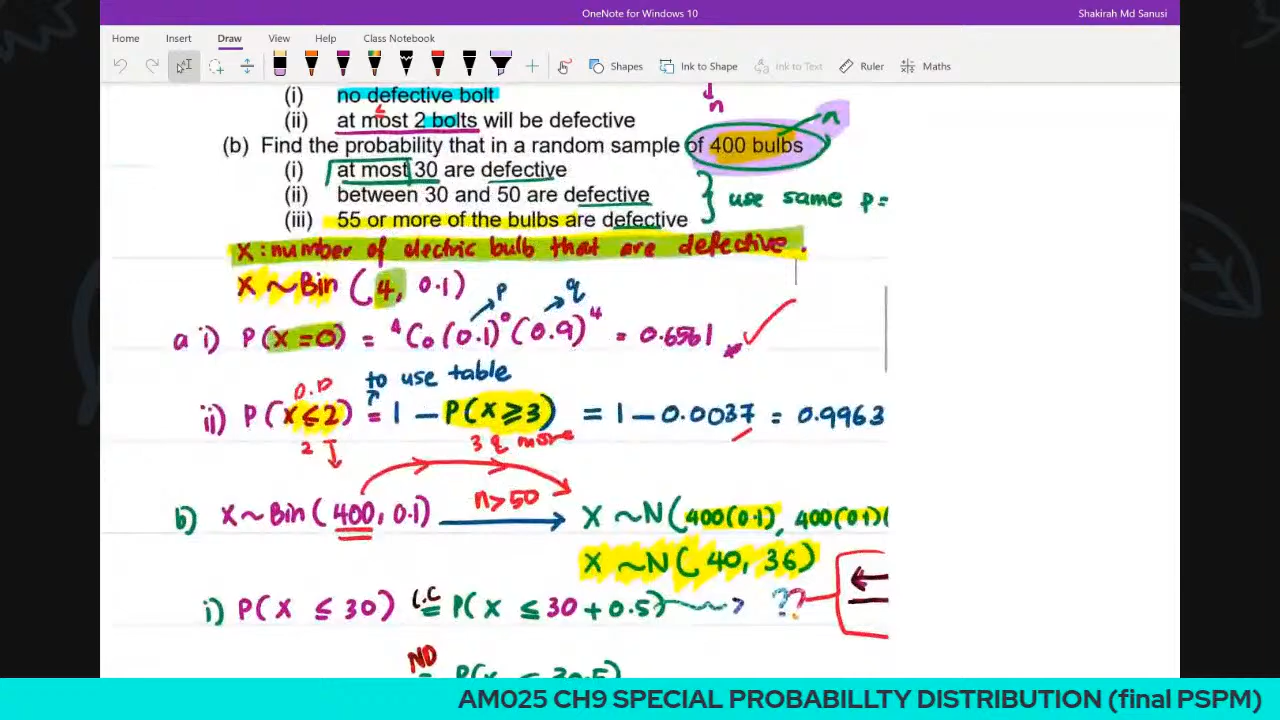 OneNote for Windows 10
Shakirah Md Sanusi
Home Insert Draw View Help Class Notebook
Shapes Ink to Shape Ink to Text Ruler Maths
(i) no defective bolt
n
(ii) at most 2 bolts will be defective
n
(b) Find the probability that in a random sample of 400 bulbs
(i) at most 30 are defective
(ii) between 30 and 50 are defective
use same p=
(iii) 55 or more of the bulbs are defective
X : number of electric bulb that are defective.
X ~ Bin (4, 0.1)
p q
a i) P(X = 0) = ⁴C₀ (0.1)⁰ (0.9)⁴ = 0.6561
to use table
ii) P(X ≤ 2) = 1 – P(X ≥ 3) = 1 – 0.0037 = 0.9963
2
3 & more
n > 50
b) X ~ Bin (400, 0.1) → X ~ N (400(0.1), 400(0.1)(
X ~ N (40, 36)
i) P(X ≤ 30) C.C = P(X ≤ 30 + 0.5) ??
ND
= P(X ≤ 30.5)
AM025 CH9 SPECIAL PROBABILLTY DISTRIBUTION (final PSPM)